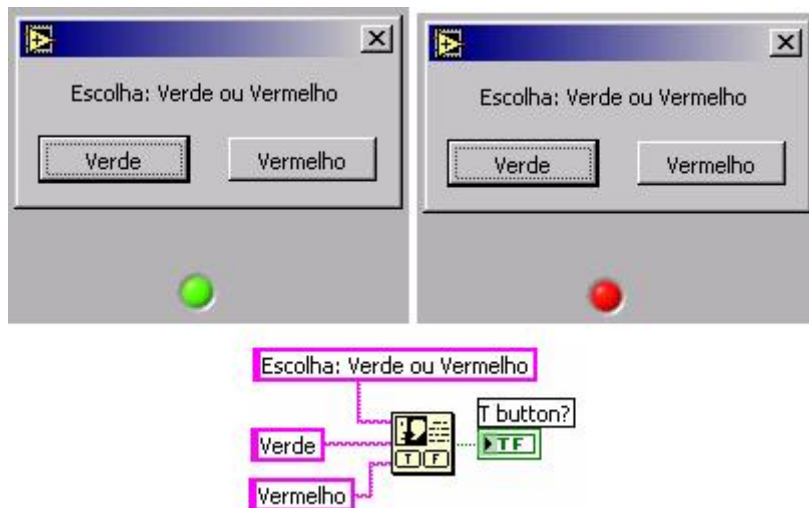 Escolha: Verde ou Vermelho
Verde
Vermelho
Escolha: Verde ou Vermelho
Verde
Vermelho
Escolha: Verde ou Vermelho
T button?
TF
Verde
T F
Vermelho